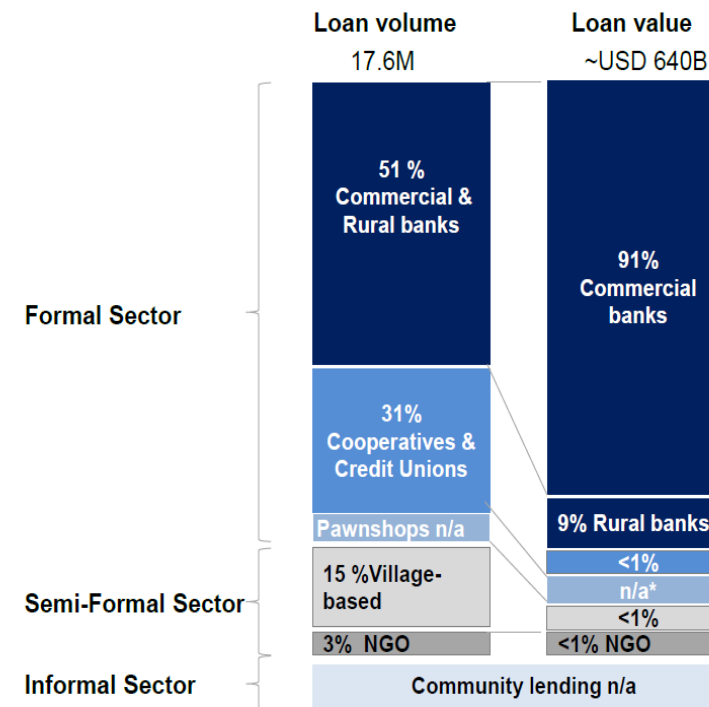 Loan volume
Loan value
17.6M
~USD 640B
51 %
Commercial &
Rural banks
91%
Commercial
banks
Formal Sector
31%
Cooperatives &
Credit Unions
Pawnshops n/a
9% Rural banks
<1%
n/a*
<1%
Semi-Formal Sector
15 %Village-
based
3% NGO
<1% NGO
Informal Sector
Community lending n/a